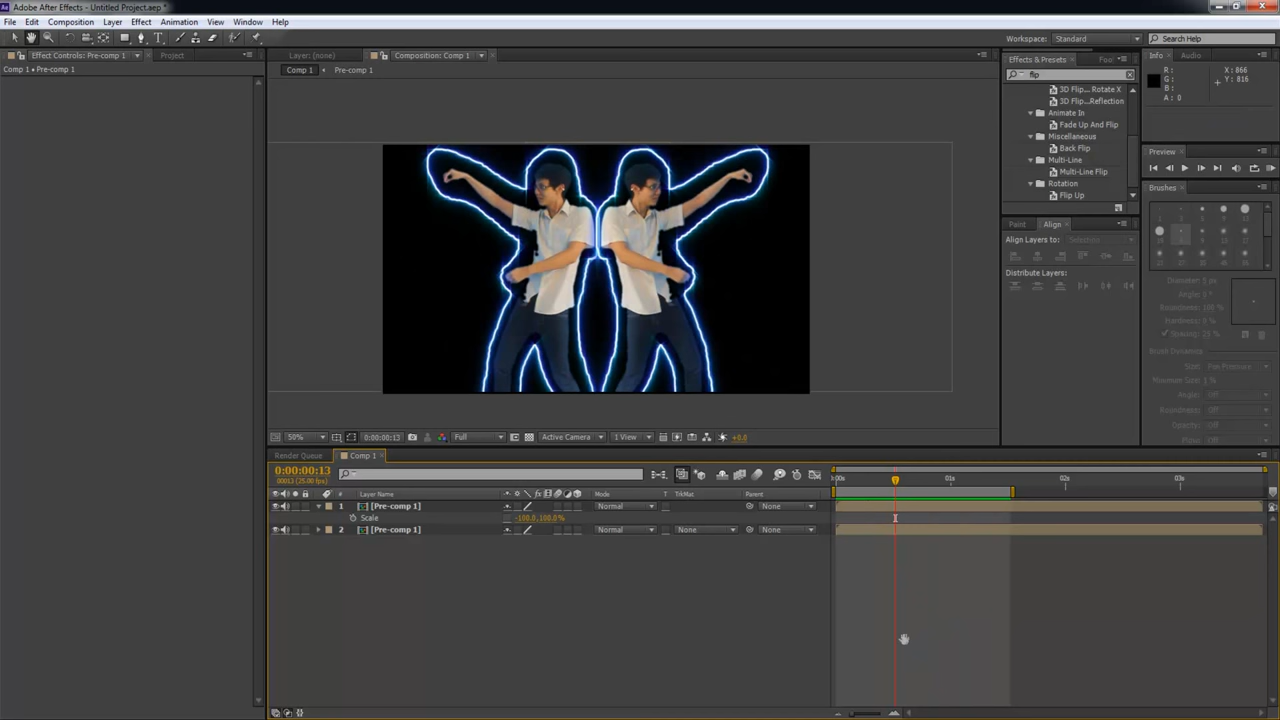 Adobe After Effects - Untitled Project.aep *
File Edit Composition Layer Effect Animation View Window Help
Workspace: Standard Search Help
Effect Controls: Pre-comp 1 Project
Layer: (none) Composition: Comp 1
Effects & Presets
Info Audio
Comp 1 • Pre-comp 1
Comp 1 Pre-comp 1
flip
R:
G:
B:
A: 0
X: 866
Y: 816
3D Flip... Rotate X
3D Flip...Reflection
Animate In
Fade Up And Flip
Miscellaneous
Back Flip
Multi-Line
Multi-Line Flip
Rotation
Flip Up
Preview
Brushes
Paint Align
Align Layers to: Selection
Distribute Layers:
Diameter:
Angle: 0 °
Roundness: 100 %
Hardness:
Spacing:
Brush Dynamics
Size: Pen Pressure
Minimum Size:
Angle: Off
Roundness: Off
Opacity: Off
50% 0:00:00:13 Full Active Camera 1 View +0.0
Render Queue Comp 1
0:00:00:13
00013 (25.00 fps)
:00s 01s 02s 03s
# Layer Name Mode T TrkMat Parent
1 [Pre-comp 1] Normal None
Scale -100.0,100.0%
2 [Pre-comp 1] Normal None None